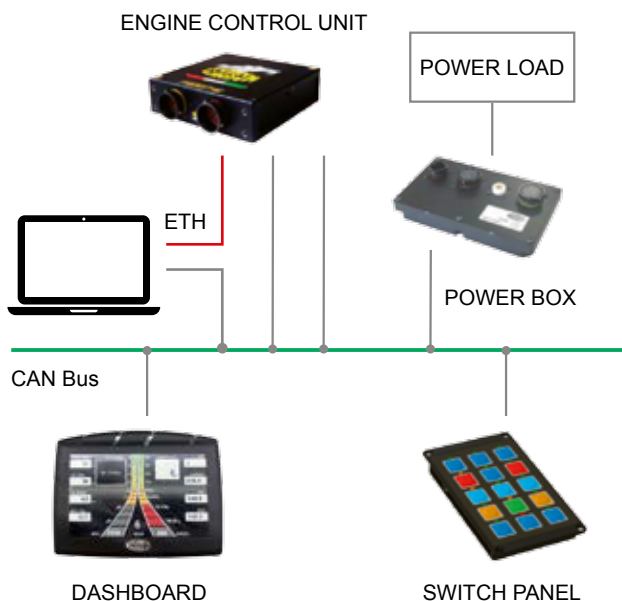 ENGINE CONTROL UNIT
POWER LOAD
ETH
POWER BOX
CAN Bus
DASHBOARD
SWITCH PANEL